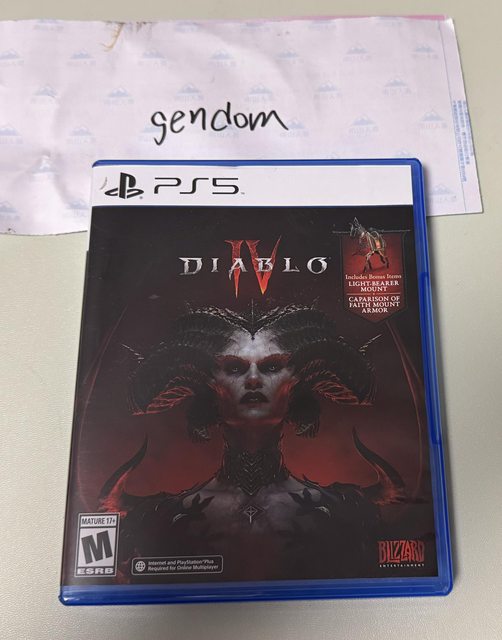 gendom
PS5
DIABLO
IV
Includes Bonus Items
LIGHT-BEARER
MOUNT
CAPARISON OF
FAITH MOUNT
ARMOR
MATURE 17+
M
ESRB
Internet and PlayStation®Plus
Required for Online Multiplayer
BLIZZARD
ENTERTAINMENT